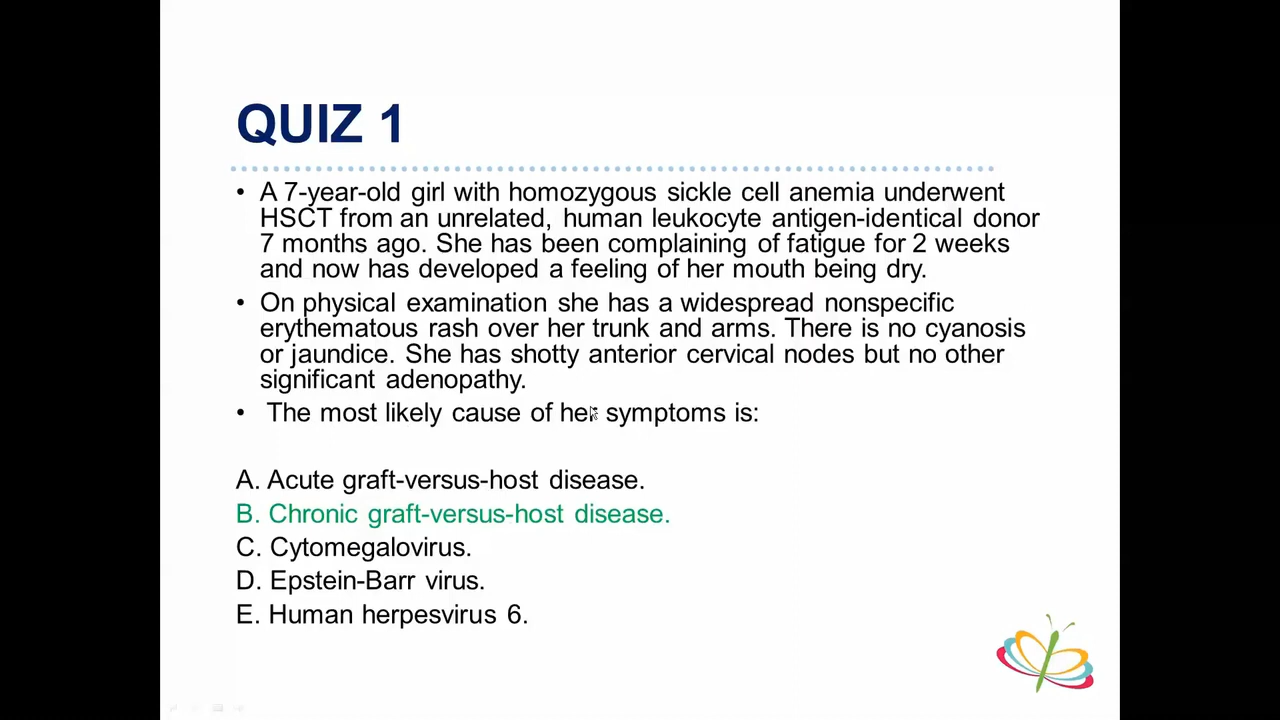 QUIZ 1
• A 7-year-old girl with homozygous sickle cell anemia underwent
HSCT from an unrelated, human leukocyte antigen-identical donor
7 months ago. She has been complaining of fatigue for 2 weeks
and now has developed a feeling of her mouth being dry.
• On physical examination she has a widespread nonspecific
erythematous rash over her trunk and arms. There is no cyanosis
or jaundice. She has shotty anterior cervical nodes but no other
significant adenopathy.
• The most likely cause of her symptoms is:
A. Acute graft-versus-host disease.
B. Chronic graft-versus-host disease.
C. Cytomegalovirus.
D. Epstein-Barr virus.
E. Human herpesvirus 6.